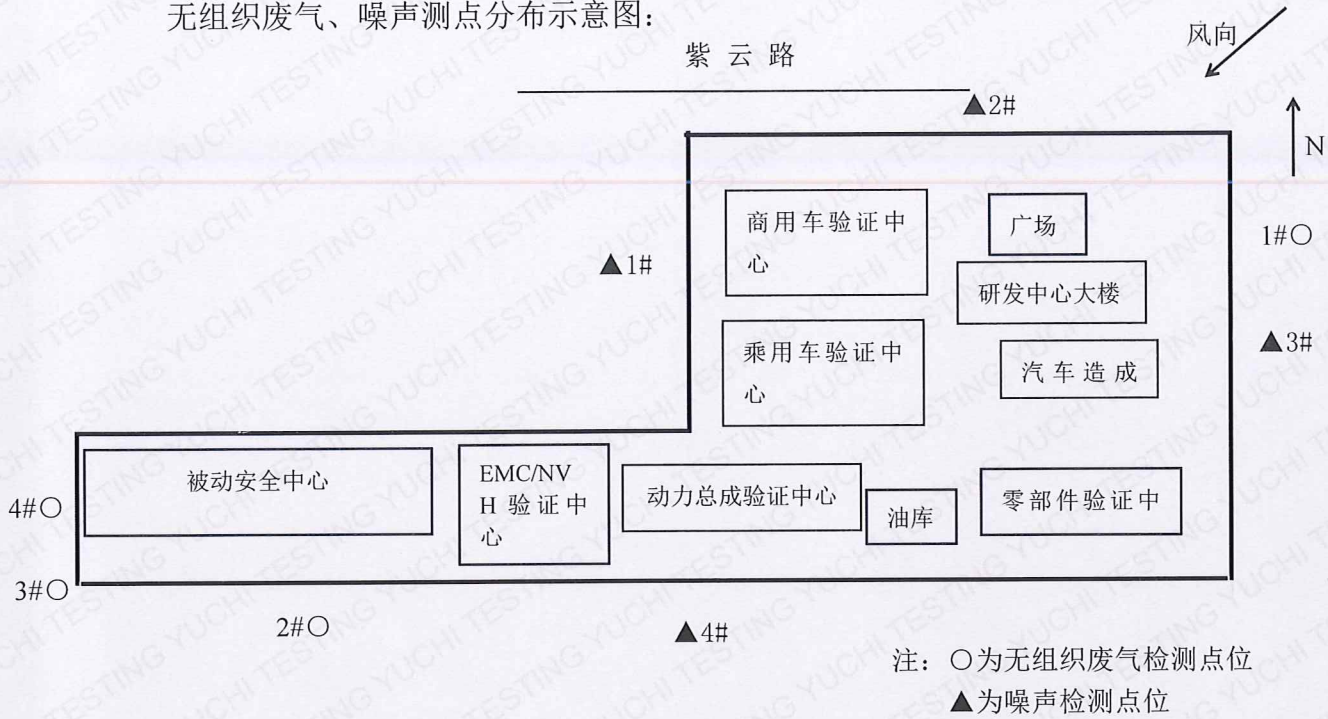 无组织废气、噪声测点分布示意图：
紫云路
风向
▲2#
N
商用车验证中
心
广场
1#○
▲1#
研发中心大楼
乘用车验证中
心
汽车造成
▲3#
被动安全中心
EMC/NV
H 验证中
心
动力总成验证中心
油库
零部件验证中
4#○
3#○
2#○
▲4#
注：○为无组织废气检测点位
▲为噪声检测点位
YUCHI TESTING